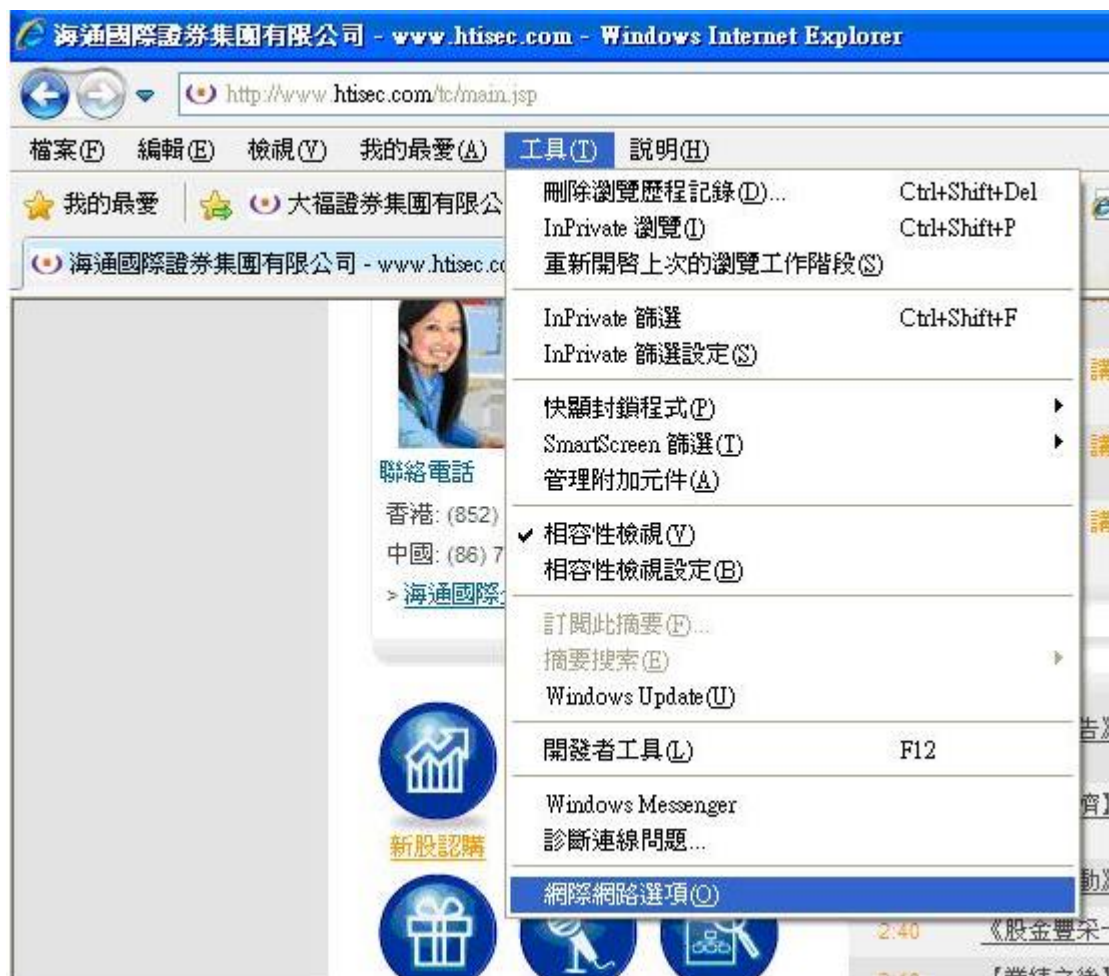 海通國際證券集團有限公司 - www.htisec.com - Windows Internet Explorer
http://www.htisec.com/tc/main.jsp
檔案(F) 編輯(E) 檢視(V) 我的最愛(A) 工具(T) 說明(H)
我的最愛 大福證券集團有限公
海通國際證券集團有限公司 - www.htisec.co
刪除瀏覽歷程記錄(D)... Ctrl+Shift+Del
InPrivate 瀏覽(I) Ctrl+Shift+P
重新開啟上次的瀏覽工作階段(S)
InPrivate 篩選 Ctrl+Shift+F
InPrivate 篩選設定(S)
快顯封鎖程式(P)
SmartScreen 篩選(T)
管理附加元件(A)
相容性檢視(V)
相容性檢視設定(B)
訂閱此摘要(F)...
摘要搜索(E)
Windows Update(U)
開發者工具(L) F12
Windows Messenger
診斷連線問題...
網際網路選項(O)
聯絡電話
香港: (852)
中國: (86) 7
> 海通國際
新股認購
告》
動》
2:40 《股金豐采